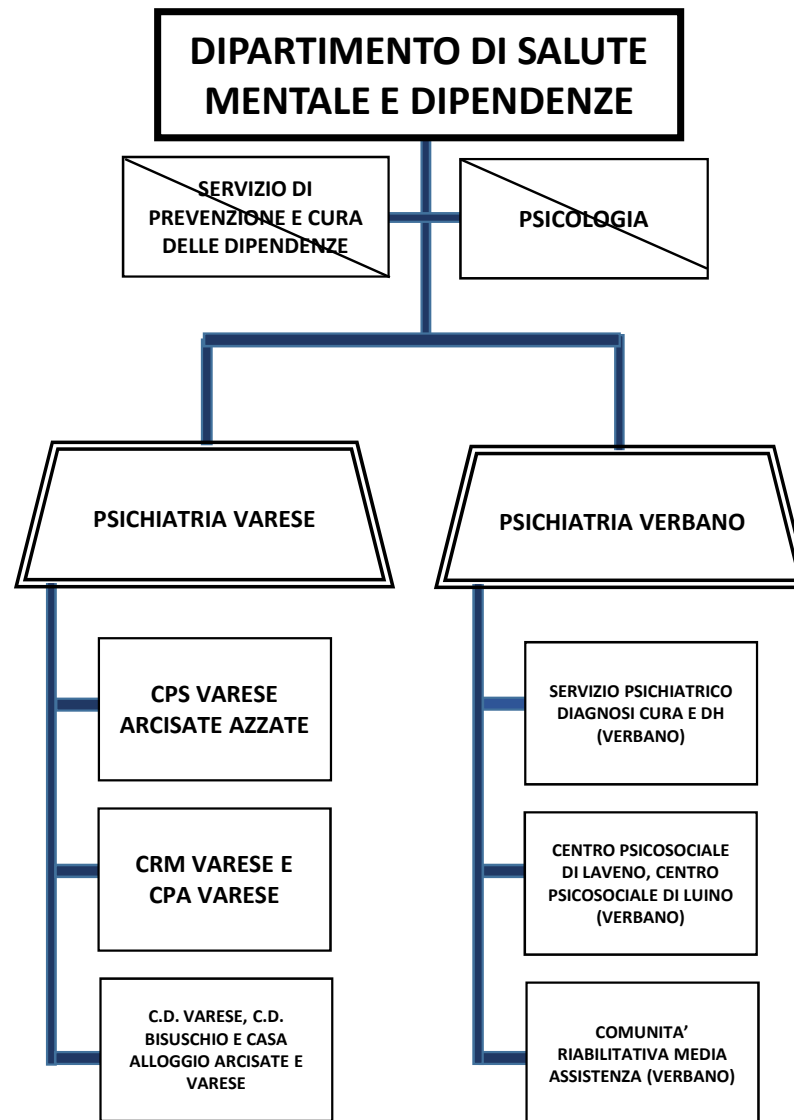 DIPARTIMENTO DI SALUTE
MENTALE E DIPENDENZE
SERVIZIO DI
PREVENZIONE E CURA
DELLE DIPENDENZE
PSICOLOGIA
PSICHIATRIA VARESE
PSICHIATRIA VERBANO
CPS VARESE
ARCISATE AZZATE
CRM VARESE E
CPA VARESE
C.D. VARESE, C.D.
BISUSCHIO E CASA
ALLOGGIO ARCISATE E
VARESE
SERVIZIO PSICHIATRICO
DIAGNOSI CURA E DH
(VERBANO)
CENTRO PSICOSOCIALE
DI LAVENO, CENTRO
PSICOSOCIALE DI LUINO
(VERBANO)
COMUNITA’
RIABILITATIVA MEDIA
ASSISTENZA (VERBANO)